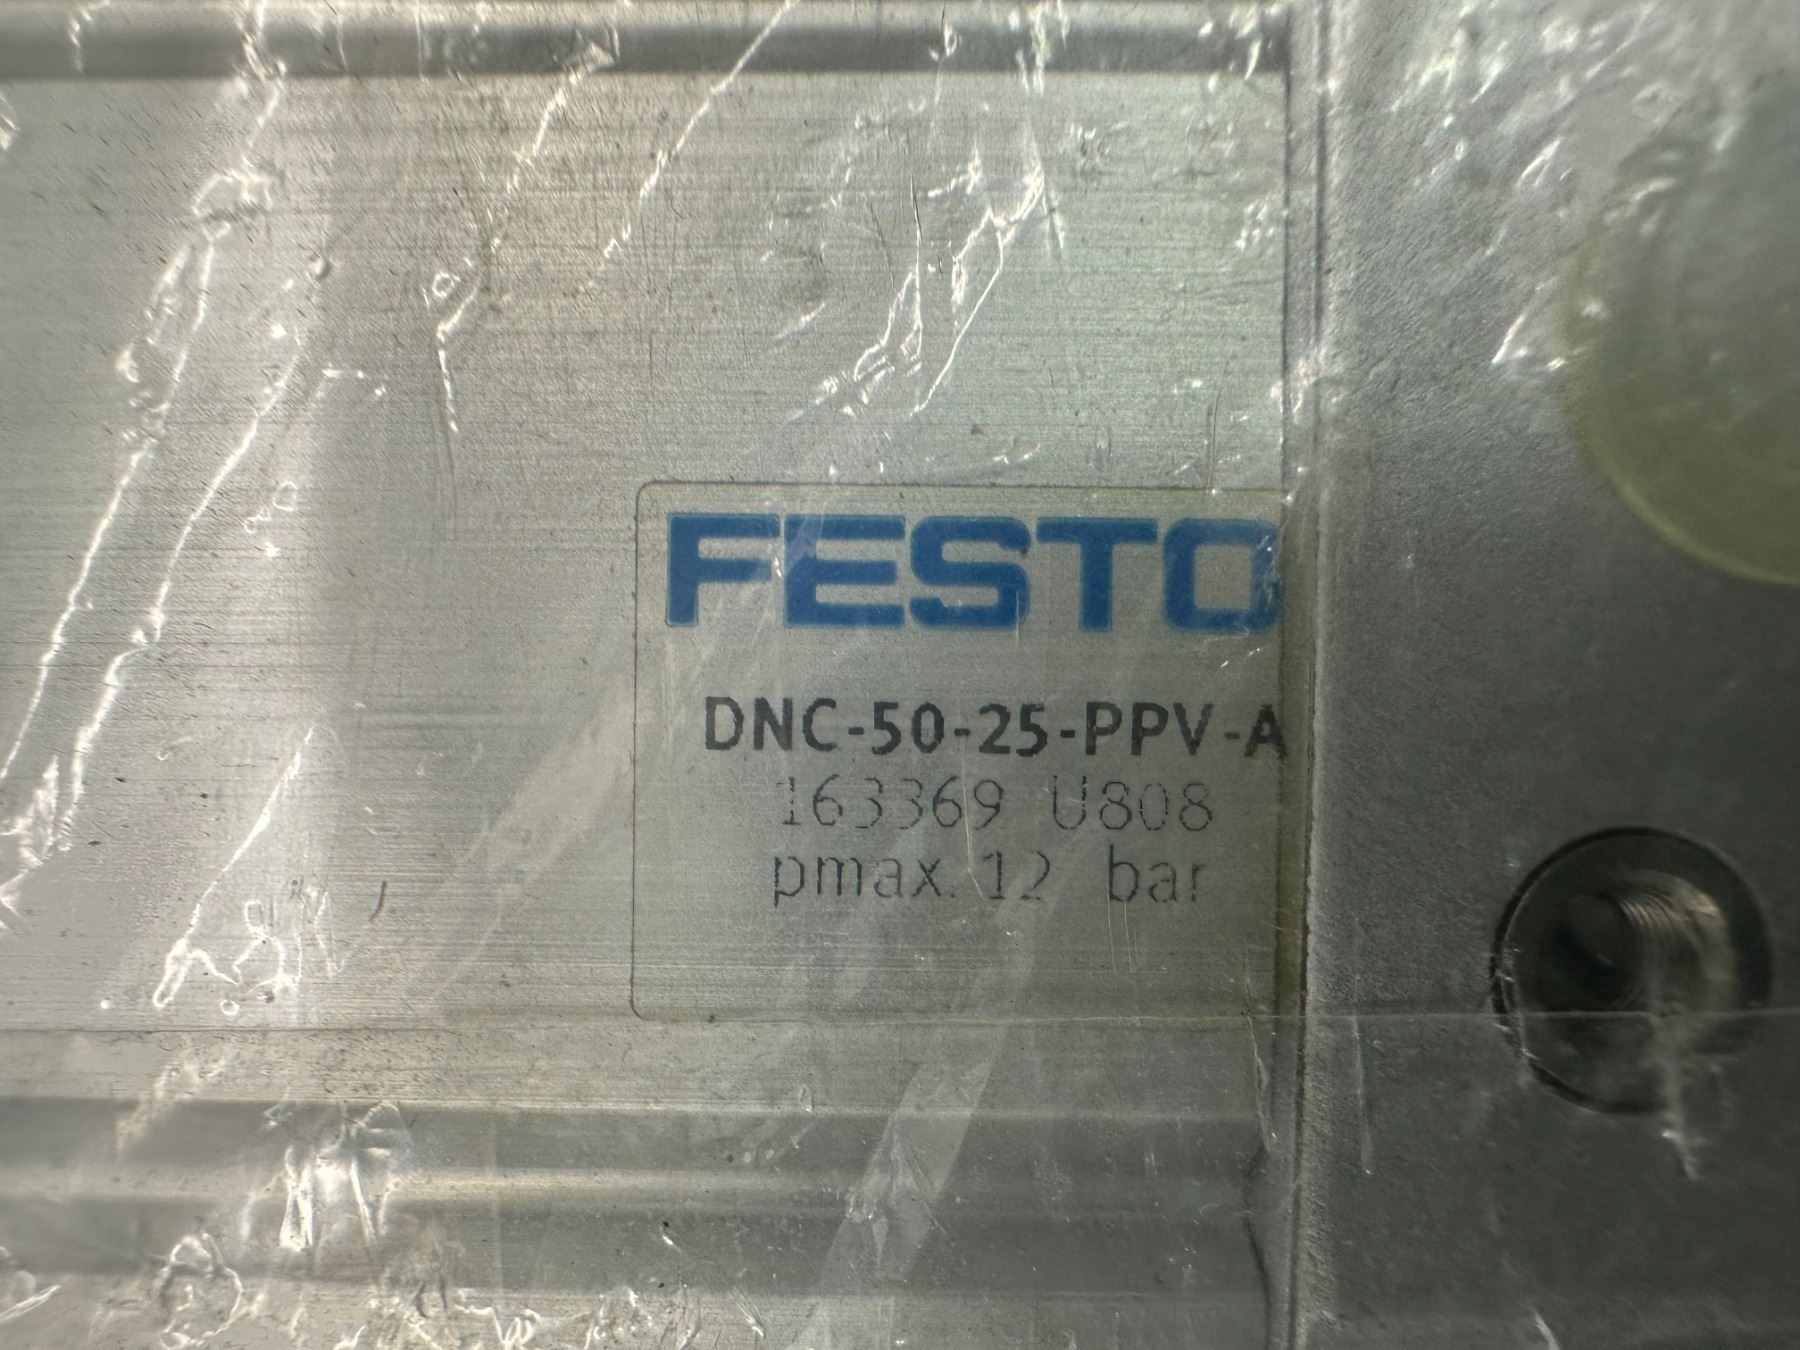 FESTO
DNC-50-25-PPV-A
163369 U808
pmax. 12 bar